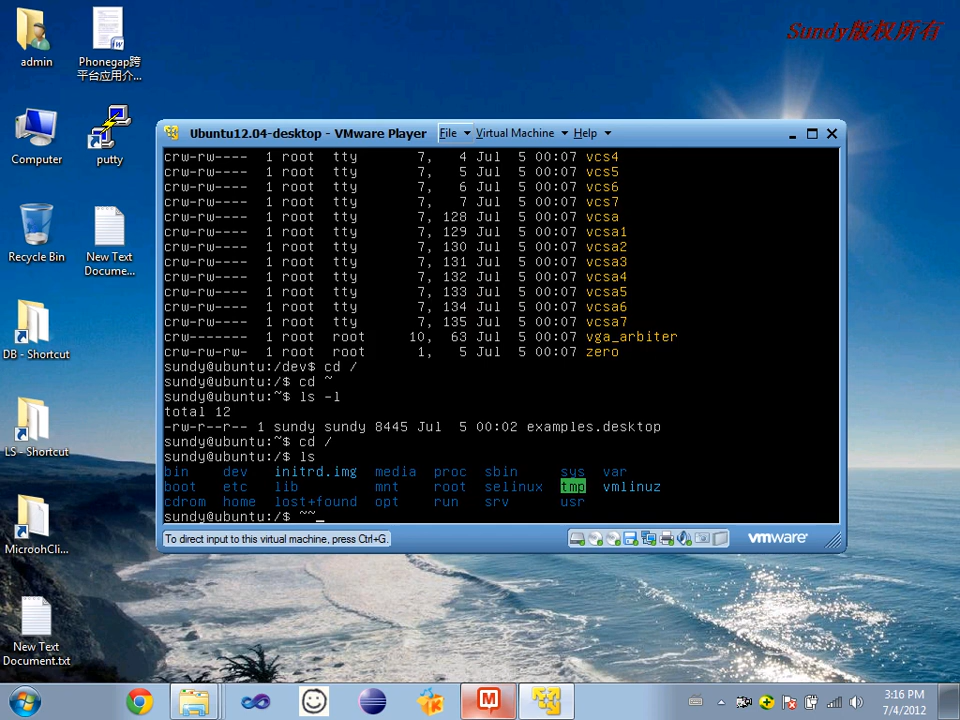 Sundy版权所有
admin
Phonegap跨
平台应用介...
Computer
putty
Recycle Bin
New Text
Docume...
DB - Shortcut
LS - Shortcut
MicroohCli...
New Text
Document.txt
Ubuntu12.04-desktop - VMware Player File Virtual Machine Help
crw-rw---- 1 root tty 7, 4 Jul 5 00:07 vcs4
crw-rw---- 1 root tty 7, 5 Jul 5 00:07 vcs5
crw-rw---- 1 root tty 7, 6 Jul 5 00:07 vcs6
crw-rw---- 1 root tty 7, 7 Jul 5 00:07 vcs7
crw-rw---- 1 root tty 7, 128 Jul 5 00:07 vcsa
crw-rw---- 1 root tty 7, 129 Jul 5 00:07 vcsa1
crw-rw---- 1 root tty 7, 130 Jul 5 00:07 vcsa2
crw-rw---- 1 root tty 7, 131 Jul 5 00:07 vcsa3
crw-rw---- 1 root tty 7, 132 Jul 5 00:07 vcsa4
crw-rw---- 1 root tty 7, 133 Jul 5 00:07 vcsa5
crw-rw---- 1 root tty 7, 134 Jul 5 00:07 vcsa6
crw-rw---- 1 root tty 7, 135 Jul 5 00:07 vcsa7
crw------- 1 root root 10, 63 Jul 5 00:07 vga_arbiter
crw-rw-rw- 1 root root 1, 5 Jul 5 00:07 zero
sundy@ubuntu:/dev$ cd /
sundy@ubuntu:/$ cd ~
sundy@ubuntu:~$ ls -l
total 12
-rw-r--r-- 1 sundy sundy 8445 Jul 5 00:02 examples.desktop
sundy@ubuntu:~$ cd /
sundy@ubuntu:/$ ls
bin dev initrd.img media proc sbin sys var
boot etc lib mnt root selinux tmp vmlinuz
cdrom home lost+found opt run srv usr
sundy@ubuntu:/$ ~~_
To direct input to this virtual machine, press Ctrl+G.
vmware
3:16 PM
7/4/2012